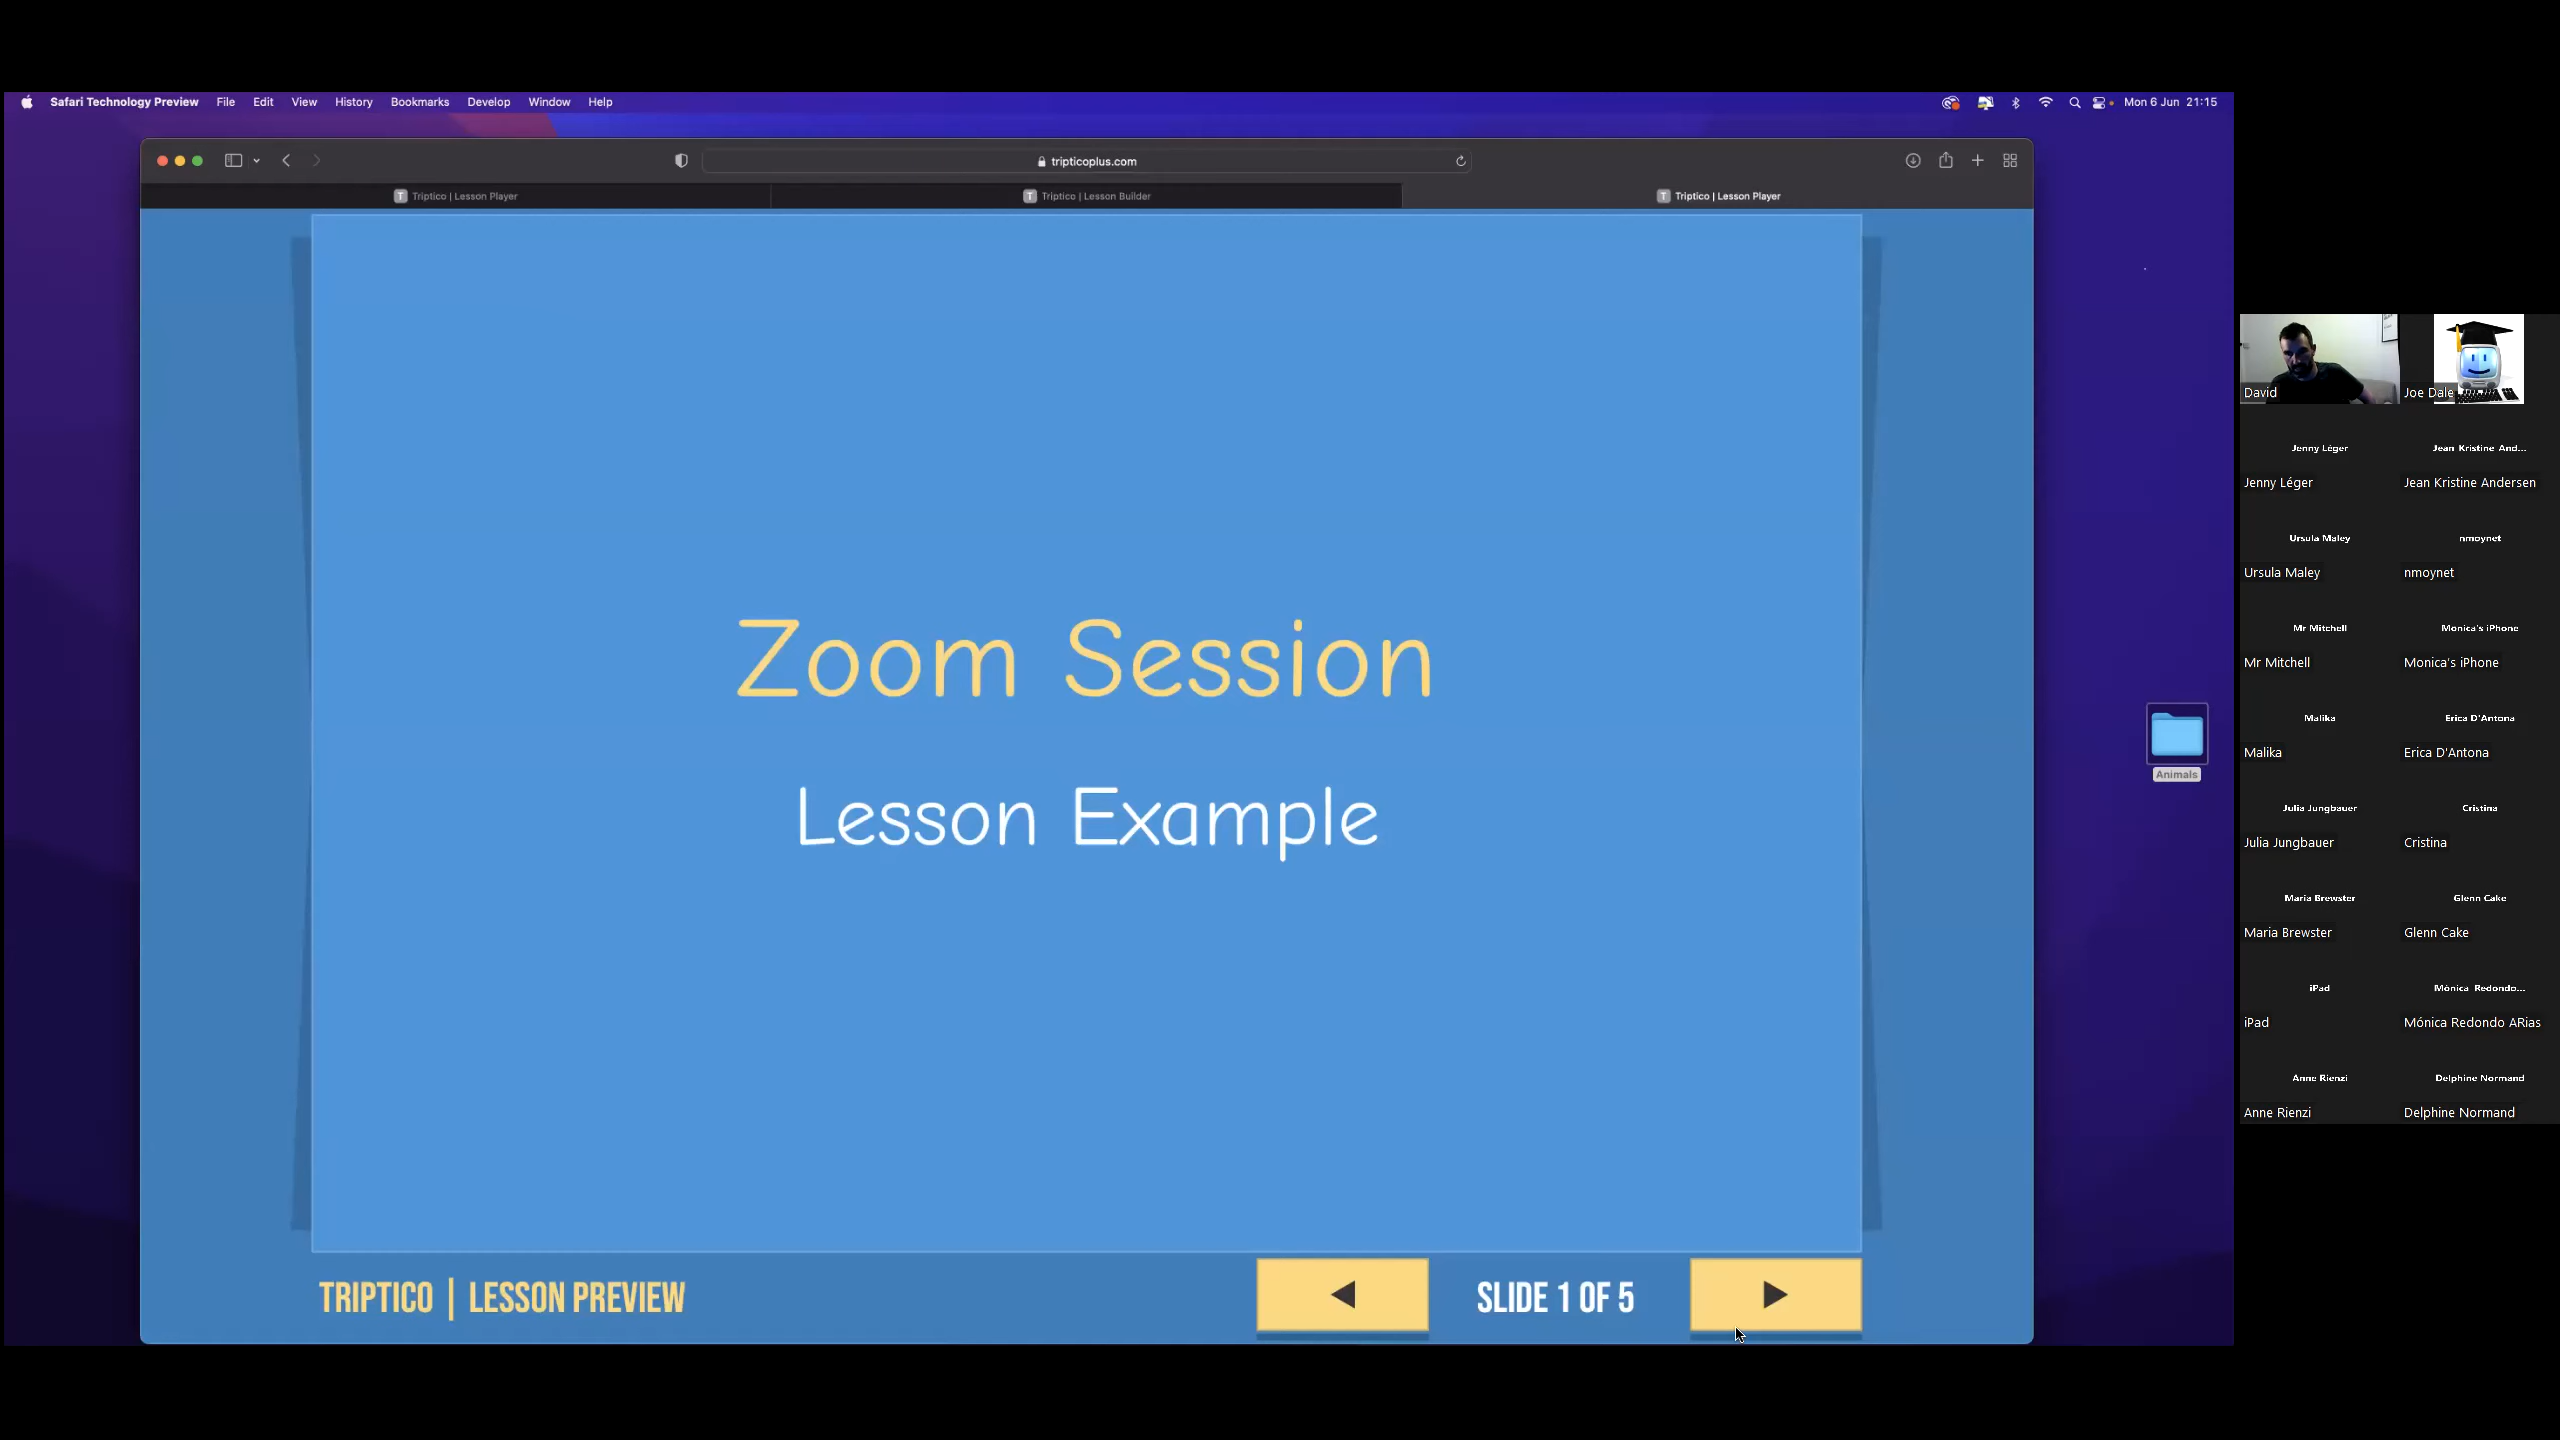 Safari Technology Preview File Edit View History Bookmarks Develop Window Help Mon 6 Jun 21:15
tripticoplus.com
T Triptico | Lesson Player T Triptico | Lesson Builder T Triptico | Lesson Player
Zoom Session
Lesson Example
TRIPTICO | LESSON PREVIEW SLIDE 1 OF 5
Animals
David Joe Dale
Jenny Léger Jean Kristine And...
Jenny Léger Jean Kristine Andersen
Ursula Maley nmoynet
Ursula Maley nmoynet
Mr Mitchell Monica's iPhone
Mr Mitchell Monica's iPhone
Malika Erica D'Antona
Malika Erica D'Antona
Julia Jungbauer Cristina
Julia Jungbauer Cristina
Maria Brewster Glenn Cake
Maria Brewster Glenn Cake
iPad Mónica Redondo...
iPad Mónica Redondo ARias
Anne Rienzi Delphine Normand
Anne Rienzi Delphine Normand